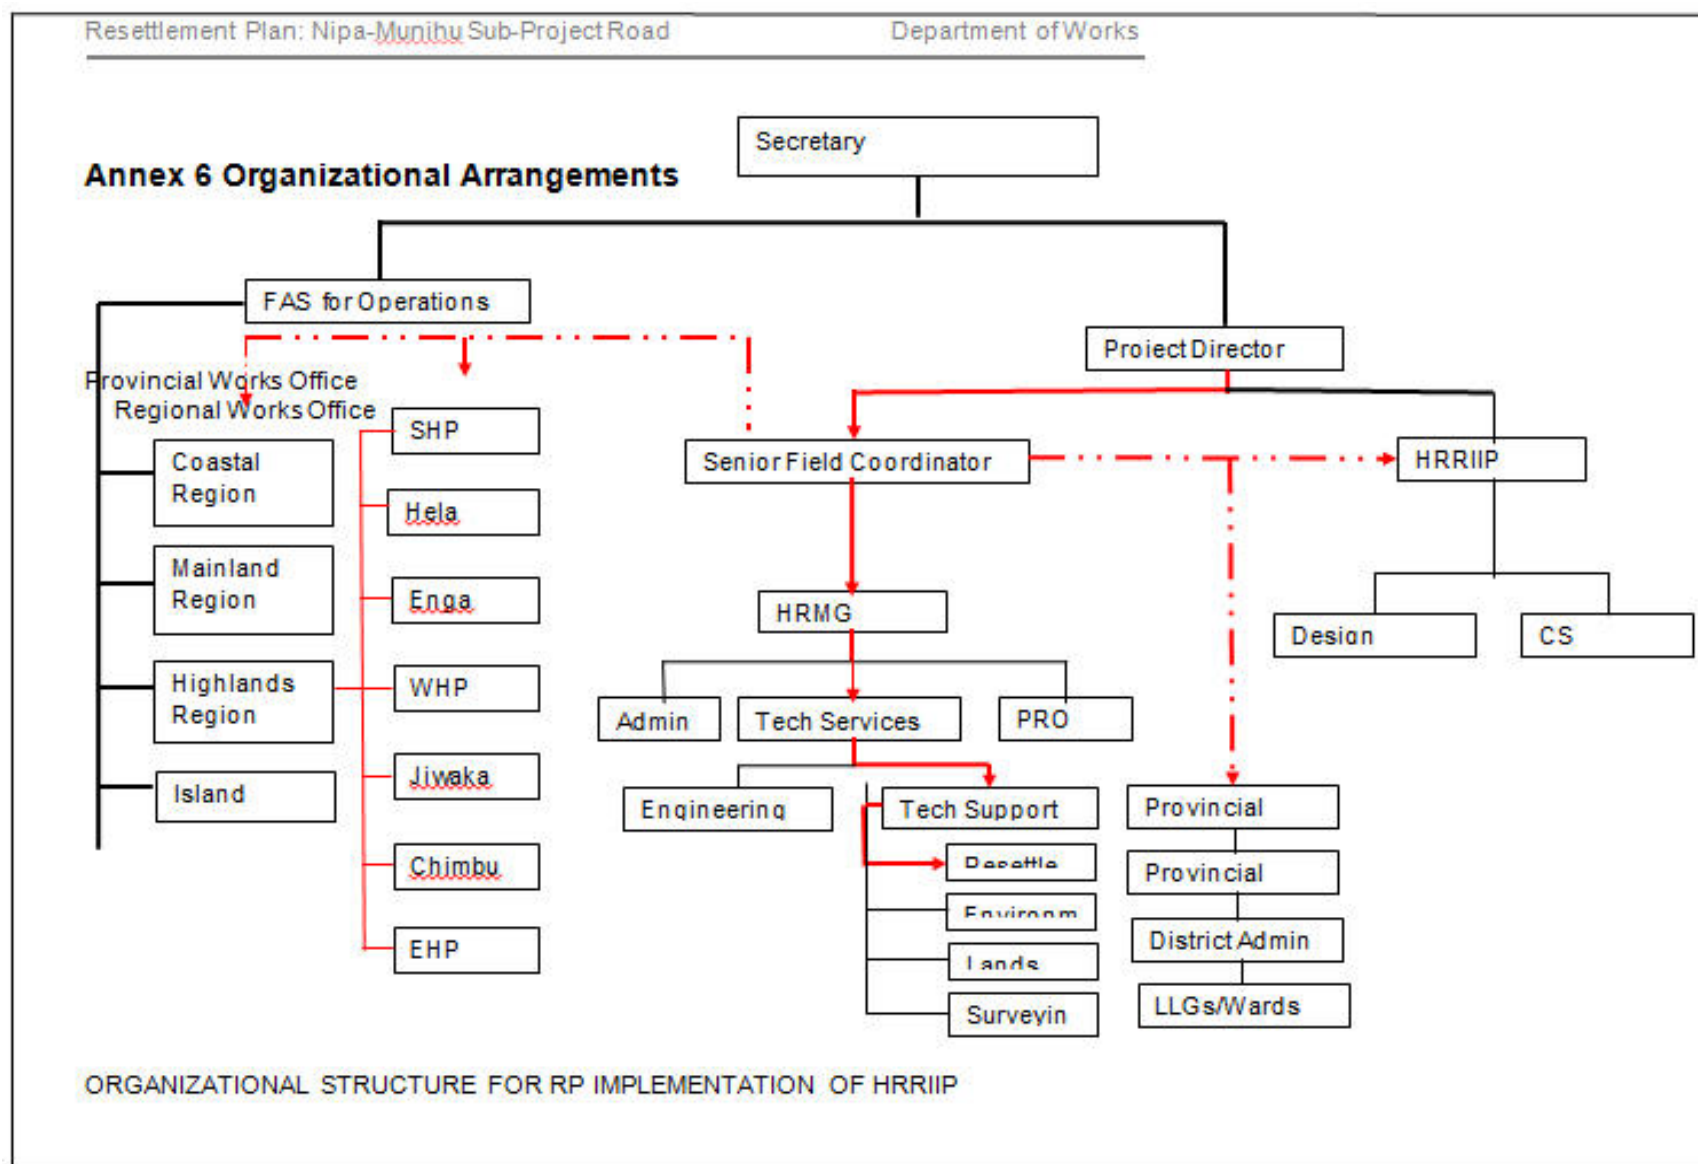 Resettlement Plan: Nipa-Munihu Sub-Project Road Department of Works
Secretary
Annex 6 Organizational Arrangements
FAS for Operations
Project Director
Provincial Works Office
Regional Works Office
SHP
Coastal
Region
Senior Field Coordinator
HRRIIP
Hela
Mainland
Region
Enga
HRMG
Design
CS
Highlands
Region
WHP
Admin
Tech Services
PRO
Jiwaka
Island
Engineering
Tech Support
Provincial
Chimbu
Resettle
Provincial
Environm
EHP
District Admin
Lands
LLGs/Wards
Surveyin
ORGANIZATIONAL STRUCTURE FOR RP IMPLEMENTATION OF HRRIIP